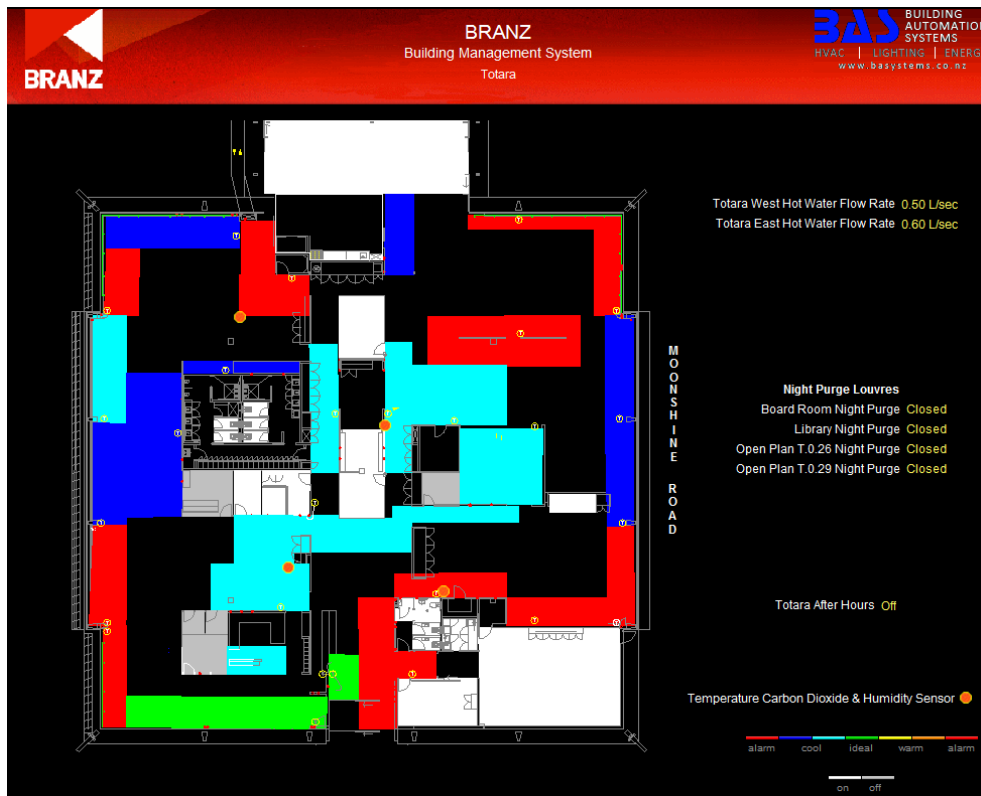 BRANZ
BRANZ
Building Management System
Totara
BAS
BUILDING
AUTOMATION
SYSTEMS
HVAC | LIGHTING | ENERG
www.basystems.co.nz
Totara West Hot Water Flow Rate 0.50 L/sec
Totara East Hot Water Flow Rate 0.60 L/sec
MOONSHINE ROAD
Night Purge Louvres
Board Room Night Purge Closed
Library Night Purge Closed
Open Plan T.0.26 Night Purge Closed
Open Plan T.0.29 Night Purge Closed
Totara After Hours Off
Temperature Carbon Dioxide & Humidity Sensor
alarm cool ideal warm alarm
on off